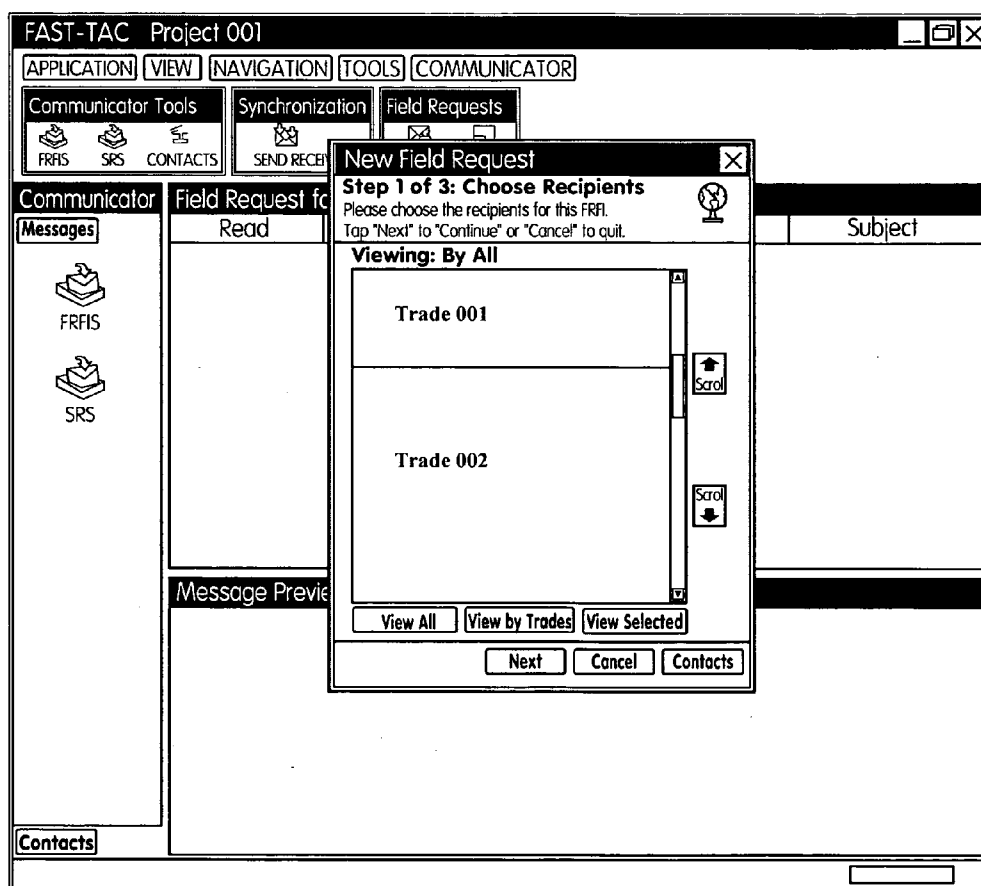 FAST-TAC Project 001
APPLICATION VIEW NAVIGATION TOOLS COMMUNICATOR
Communicator Tools
FRFIS SRS CONTACTS
Synchronization
SEND RECEI
Field Requests
Communicator
Messages
FRFIS
SRS
Contacts
Field Request fo
Read
Subject
Message Previe
New Field Request
Step 1 of 3: Choose Recipients
Please choose the recipients for this FRFI.
Tap "Next" to "Continue" or "Cancel" to quit.
Viewing: By All
Trade 001
Trade 002
Scrol
Scrol
View All View by Trades View Selected
Next Cancel Contacts